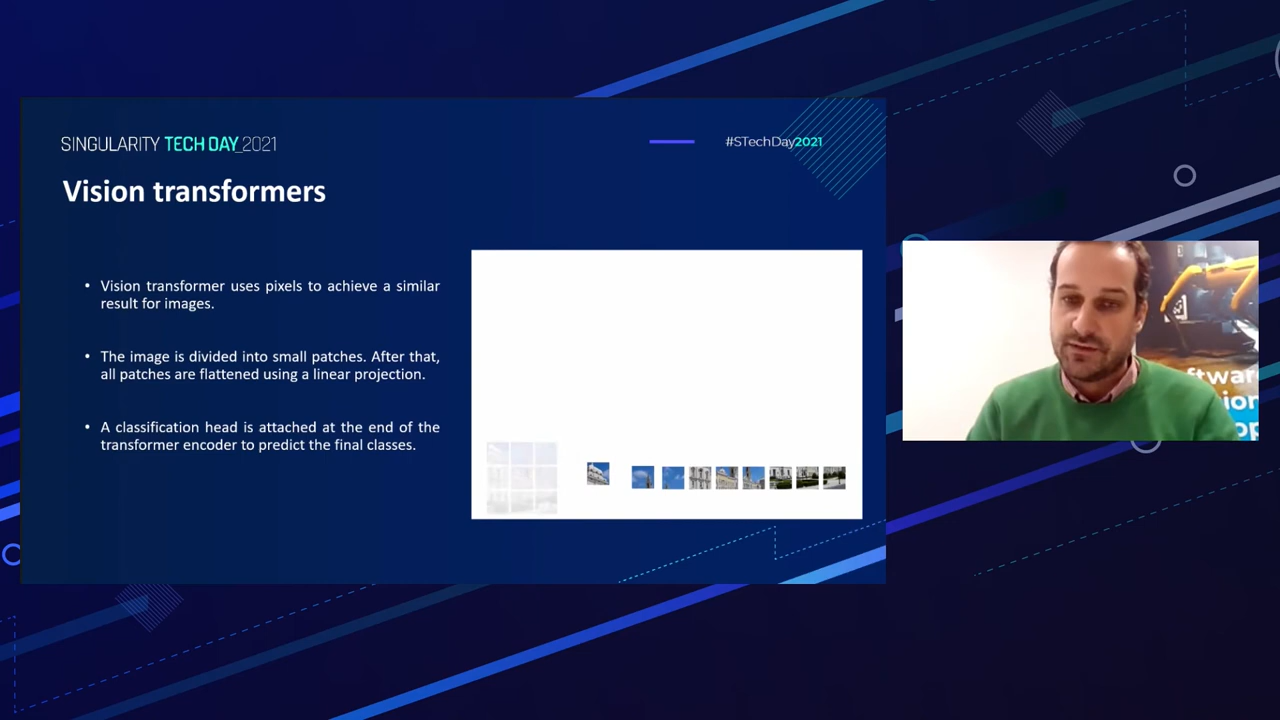 SINGULARITY TECH DAY_2021
#STechDay2021
Vision transformers
• Vision transformer uses pixels to achieve a similar
result for images.
• The image is divided into small patches. After that,
all patches are flattened using a linear projection.
• A classification head is attached at the end of the
transformer encoder to predict the final classes.